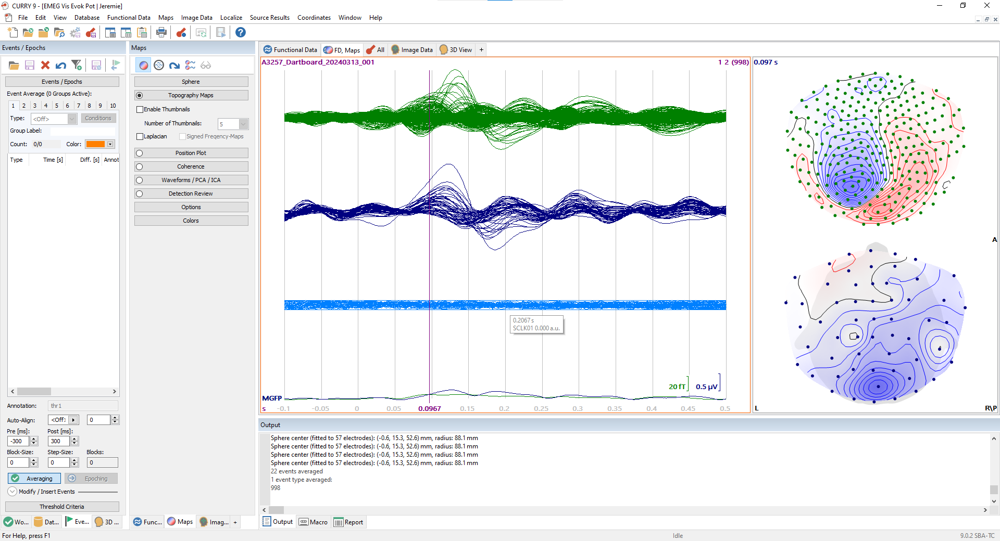 CURRY 9 - [EMEG Vis Evok Pot | Jeremie]
File Edit View Database Functional Data Maps Image Data Localize Source Results Coordinates Window Help
Events / Epochs
Events / Epochs
Event Average (0 Groups Active):
1 2 3 4 5 6 7 8 9 10
Type: <Off> Conditions
Group Label:
Count: 0/0 Color:
Type Time [s] Diff. [s] Annot
Annotation: thr1
Auto-Align: <Off> 0
Pre [ms]: Post [ms]:
-300 300
Block-Size: Step-Size: Blocks:
0 0 0
Averaging Epoching
Modify / Insert Events
Threshold Criteria
Wo... Dat... Eve... 3D ...
Maps
Sphere
Topography Maps
Enable Thumbnails
Number of Thumbnails: 5
Laplacian Signed Freqency-Maps
Position Plot
Coherence
Waveforms / PCA / ICA
Detection Review
Options
Colors
Func... Maps Imag... +
Functional Data FD, Maps All Image Data 3D View +
A3257_Dartboard_20240313_001 1 2 (998)
0.2067 s
SCLK01 0.000 a.u.
20 fT 0.5 µV
MGFP
s -0.1 -0.05 0 0.05 0.0967 0.15 0.2 0.25 0.3 0.35 0.4 0.45 0.5
0.097 s
A
L R\P
Output
Sphere center (fitted to 57 electrodes): (-0.6, 15.3, 52.6) mm, radius: 88.1 mm
Sphere center (fitted to 57 electrodes): (-0.6, 15.3, 52.6) mm, radius: 88.1 mm
Sphere center (fitted to 57 electrodes): (-0.6, 15.3, 52.6) mm, radius: 88.1 mm
Sphere center (fitted to 57 electrodes): (-0.6, 15.3, 52.6) mm, radius: 88.1 mm
22 events averaged
1 event type averaged:
998
Output Macro Report
For Help, press F1 Idle 9.0.2 SBA-TC